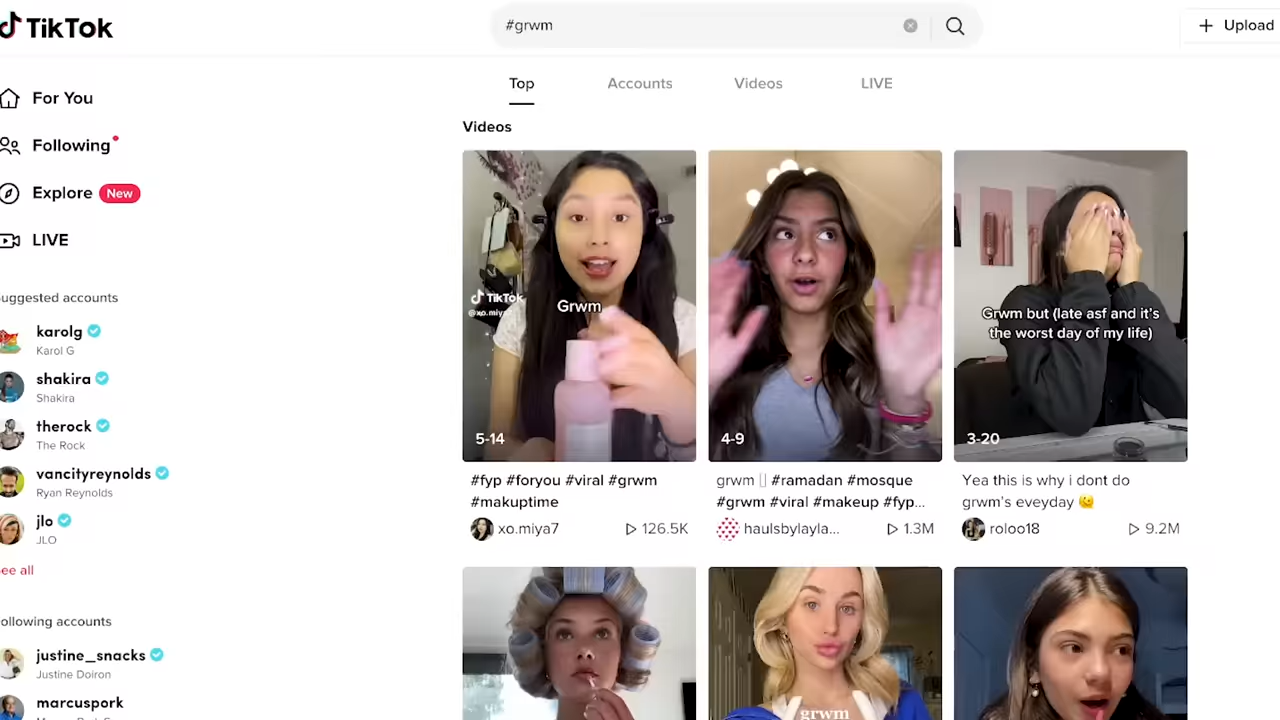 TikTok
#grwm
Upload
Top
Accounts
Videos
LIVE
For You
Following
Explore New
LIVE
Suggested accounts
karolg
Karol G
shakira
Shakira
therock
The Rock
vancityreynolds
Ryan Reynolds
jlo
JLO
See all
Following accounts
justine_snacks
Justine Doiron
marcuspork
Videos
TikTok
Grwm
5-14
#fyp #foryou #viral #grwm
#makuptime
xo.miya7
126.5K
4-9
grwm #ramadan #mosque
#grwm #viral #makeup #fyp...
haulsbylayla...
1.3M
Grwm but (late asf and it's
the worst day of my life)
3-20
Yea this is why i dont do
grwm's eveyday
roloo18
9.2M
grwm